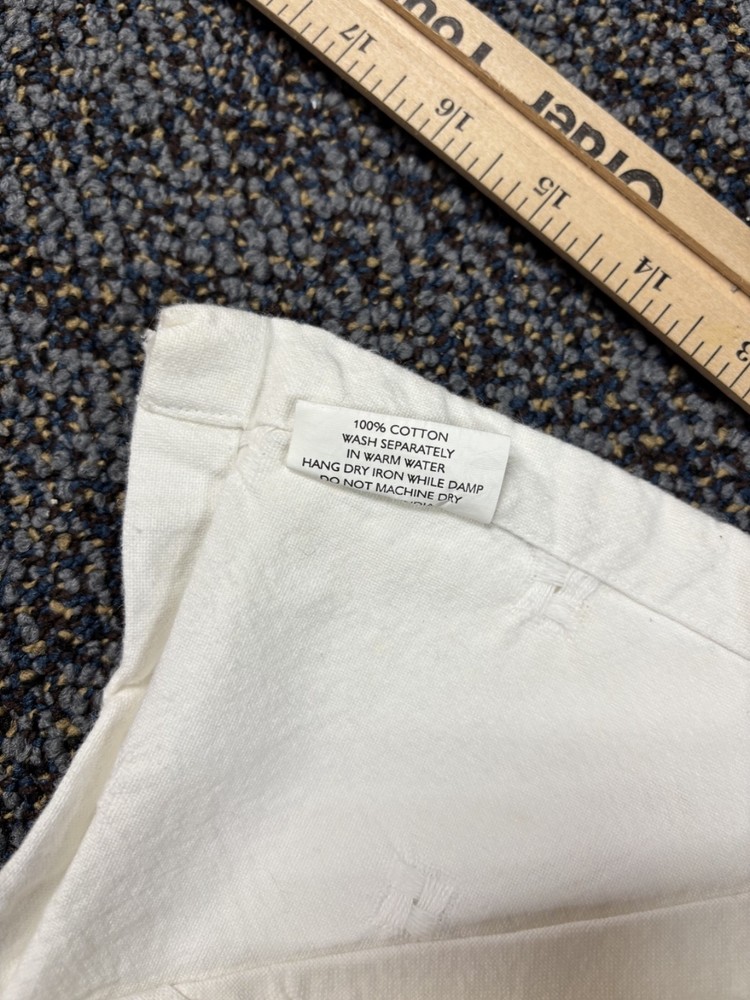 100% COTTON
WASH SEPARATELY
IN WARM WATER
HANG DRY IRON WHILE DAMP
DO NOT MACHINE DRY
Order You
17
16
15
14